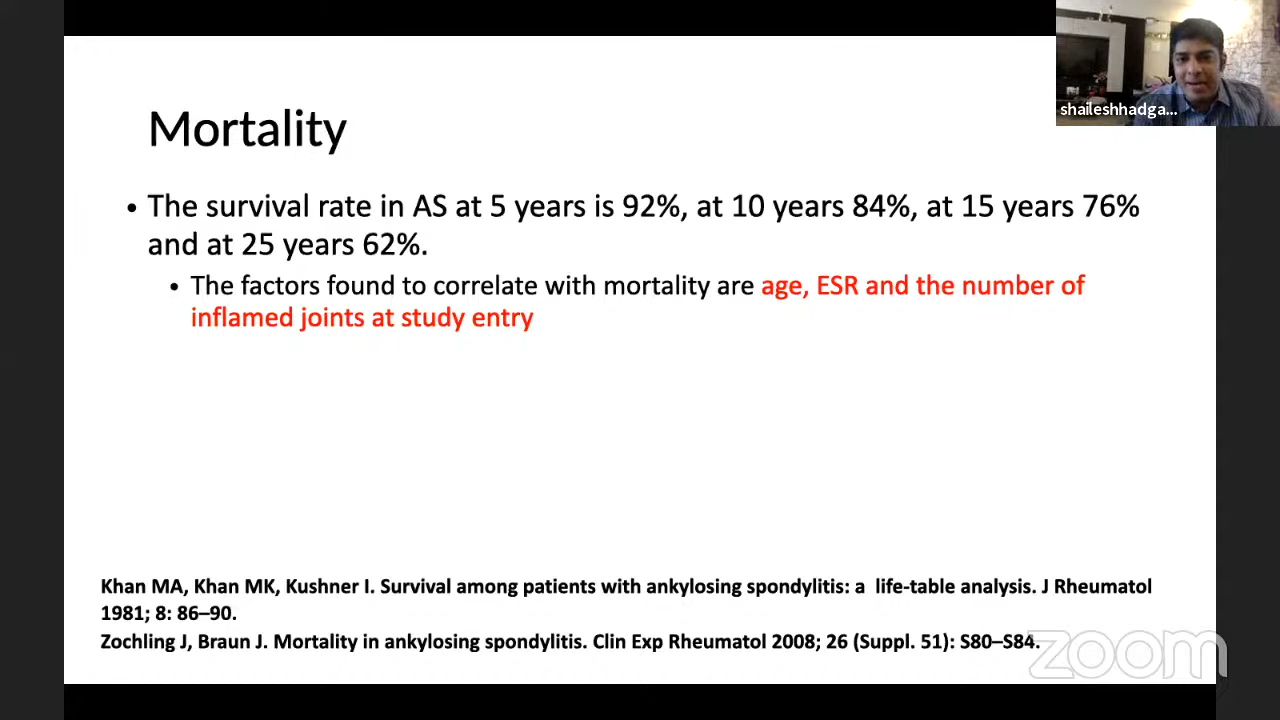 shaileshhadga...
Mortality
• The survival rate in AS at 5 years is 92%, at 10 years 84%, at 15 years 76%
and at 25 years 62%.
• The factors found to correlate with mortality are age, ESR and the number of
inflamed joints at study entry
Khan MA, Khan MK, Kushner I. Survival among patients with ankylosing spondylitis: a life-table analysis. J Rheumatol
1981; 8: 86–90.
Zochling J, Braun J. Mortality in ankylosing spondylitis. Clin Exp Rheumatol 2008; 26 (Suppl. 51): S80–S84.
zoom